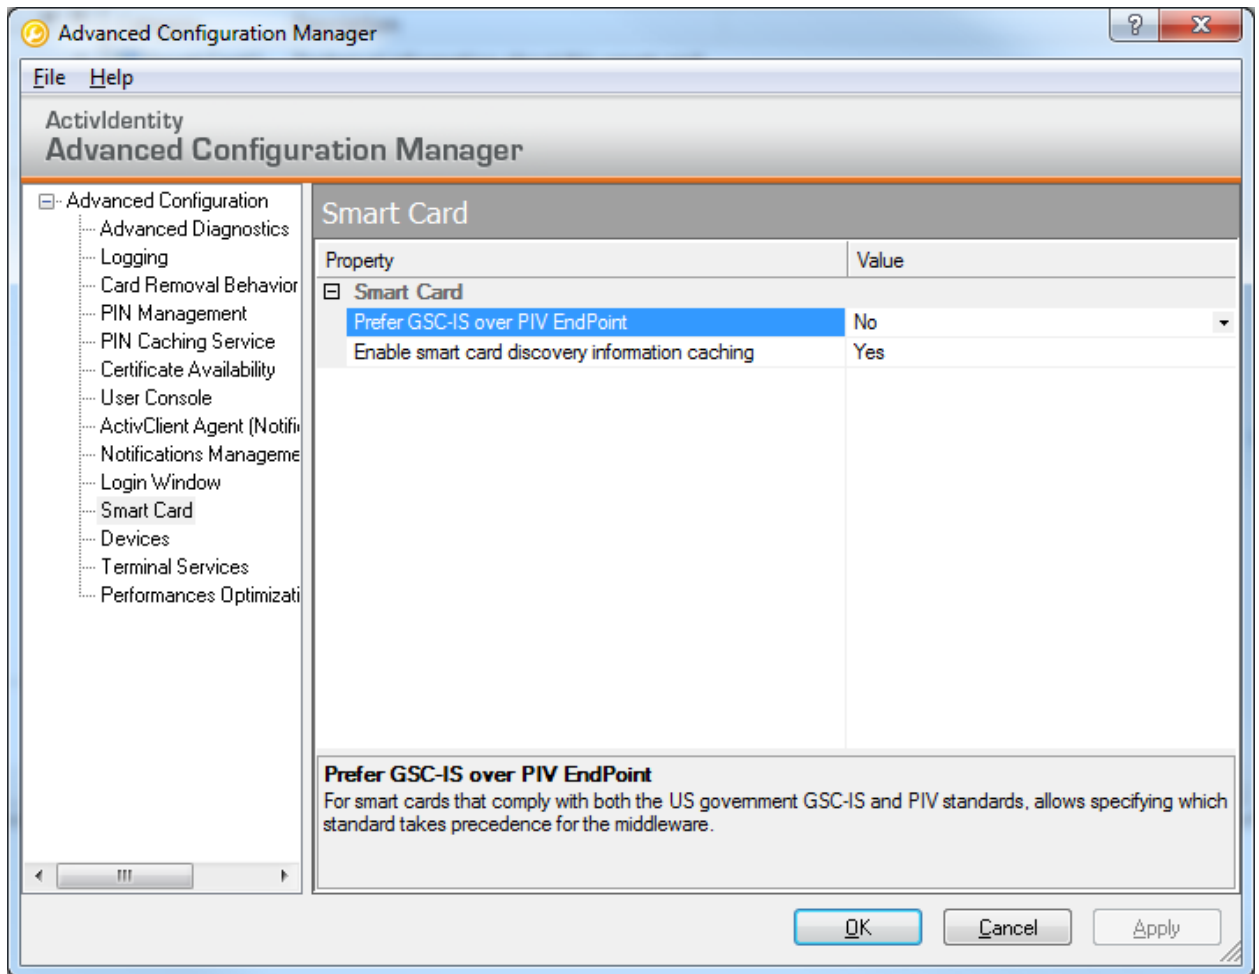 Advanced Configuration Manager
File Help
ActivIdentity
Advanced Configuration Manager
Advanced Configuration
Advanced Diagnostics
Logging
Card Removal Behavior
PIN Management
PIN Caching Service
Certificate Availability
User Console
ActivClient Agent (Notifi
Notifications Manageme
Login Window
Smart Card
Devices
Terminal Services
Performances Optimizati
Smart Card
Property Value
Smart Card
Prefer GSC-IS over PIV EndPoint No
Enable smart card discovery information caching Yes
Prefer GSC-IS over PIV EndPoint
For smart cards that comply with both the US government GSC-IS and PIV standards, allows specifying which
standard takes precedence for the middleware.
OK Cancel Apply